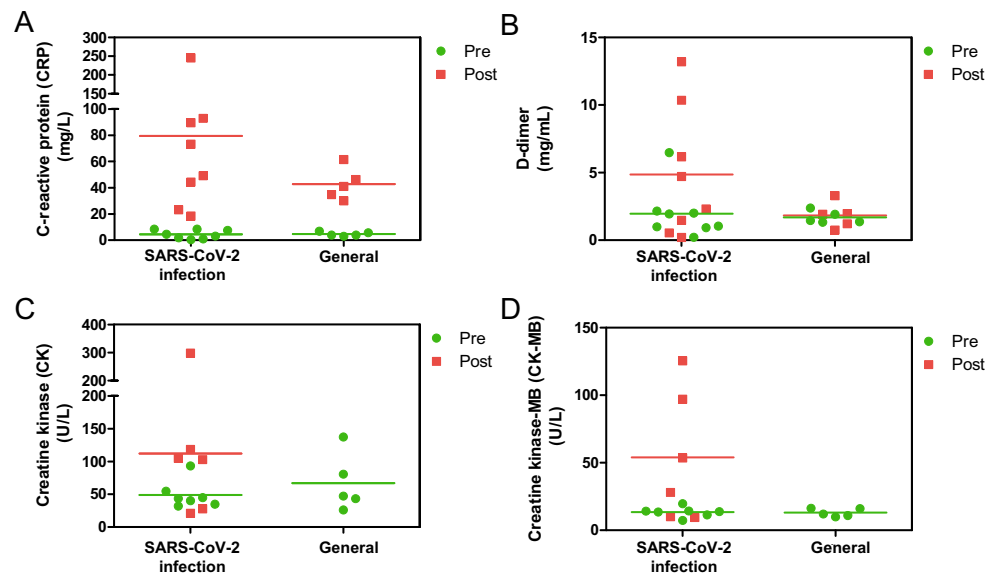 A
C-reactive protein (CRP)
(mg/L)
300
250
200
150
100
80
60
40
20
0
SARS-CoV-2
infection
General
Pre
Post
B
D-dimer
(mg/mL)
15
10
5
0
SARS-CoV-2
infection
General
Pre
Post
C
Creatine kinase (CK)
(U/L)
400
300
200
200
150
100
50
0
SARS-CoV-2
infection
General
Pre
Post
D
Creatine kinase-MB (CK-MB)
(U/L)
150
100
50
0
SARS-CoV-2
infection
General
Pre
Post